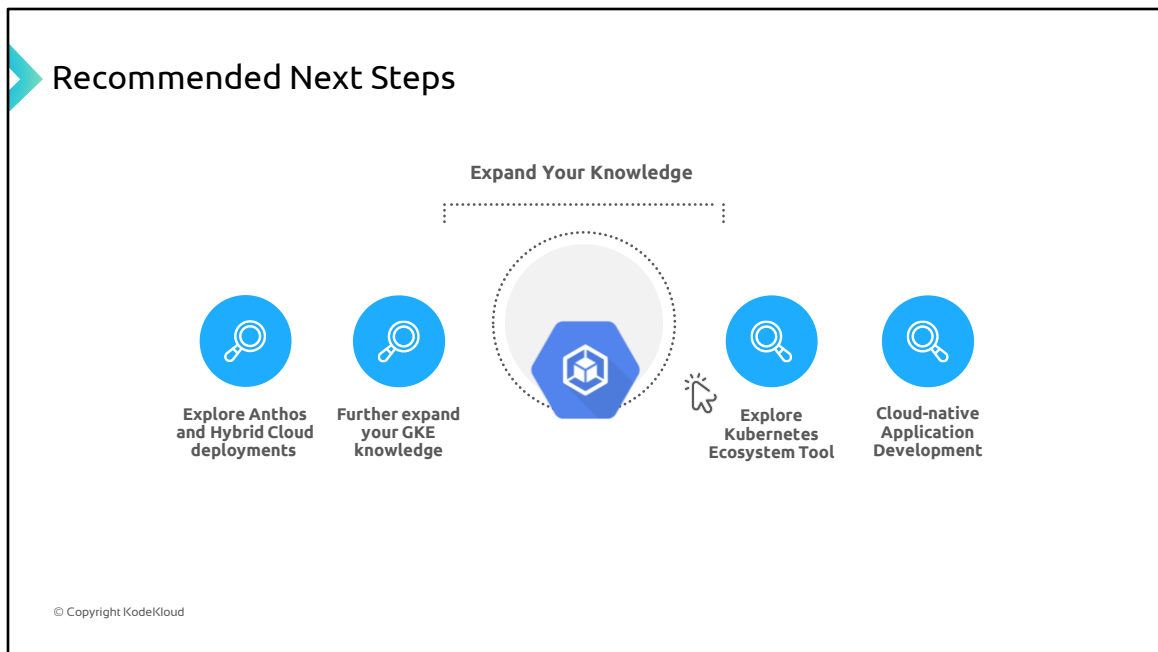 Recommended Next Steps
Expand Your Knowledge
Explore Anthos
and Hybrid Cloud
deployments
Further expand
your GKE
knowledge
Explore
Kubernetes
Ecosystem Tool
Cloud-native
Application
Development
© Copyright KodeKloud